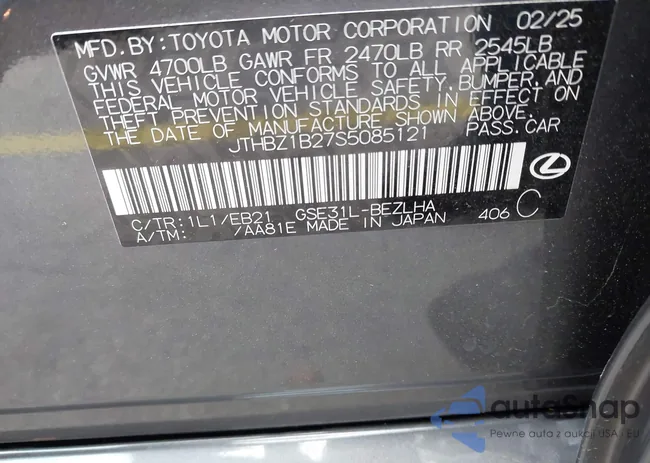 MFD.BY:TOYOTA MOTOR CORPORATION 02/25
GVWR 4700LB GAWR FR 2470LB RR 2545LB
THIS VEHICLE CONFORMS TO ALL APPLICABLE
FEDERAL MOTOR VEHICLE SAFETY,BUMPER,AND
THEFT PREVENTION STANDARDS IN EFFECT ON
THE DATE OF MANUFACTURE SHOWN ABOVE.
JTHBZ1B27S5085121 PASS.CAR
C/TR:1L1/EB21 GSE31L-BEZLHA
A/TM: /AA81E MADE IN JAPAN 406 C
autoSnap
Pewne auta z aukcji USA i EU